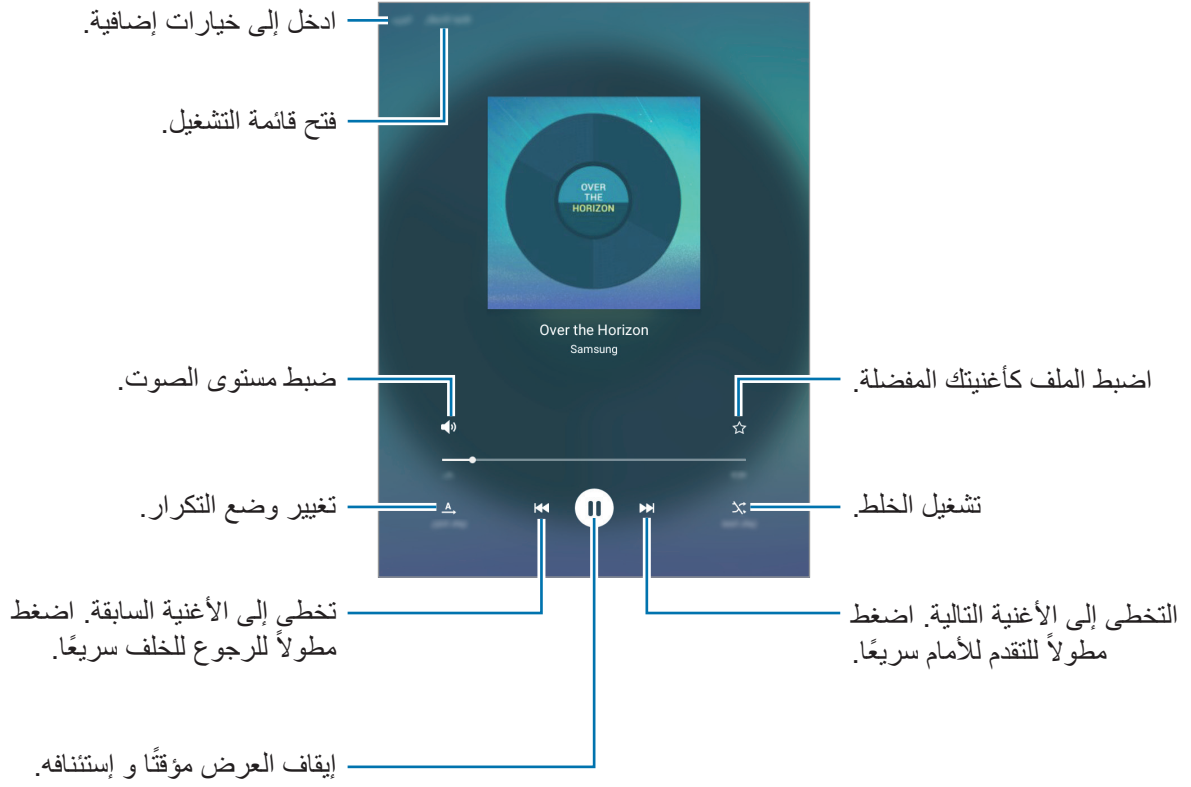 ادخل إلى خيارات إضافية.
فتح قائمة التشغيل.
OVER
THE
HORIZON
Over the Horizon
Samsung
اضبط الملف كأغنيتك المفضلة.
ضبط مستوى الصوت.
تشغيل الخلط.
تغيير وضع التكرار.
A
التخطى إلى الأغنية التالية. اضغط
مطولاً للتقدم للأمام سريعًا.
تخطى إلى الأغنية السابقة. اضغط
مطولاً للرجوع للخلف سريعًا.
إيقاف العرض مؤقتًا و إستئنافه.